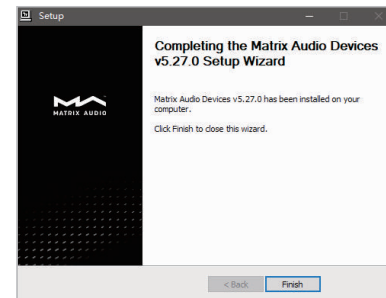 Setup
Completing the Matrix Audio Devices
v5.27.0 Setup Wizard
MATRIX AUDIO
Matrix Audio Devices v5.27.0 has been installed on your
computer.
Click Finish to close this wizard.
< Back
Finish